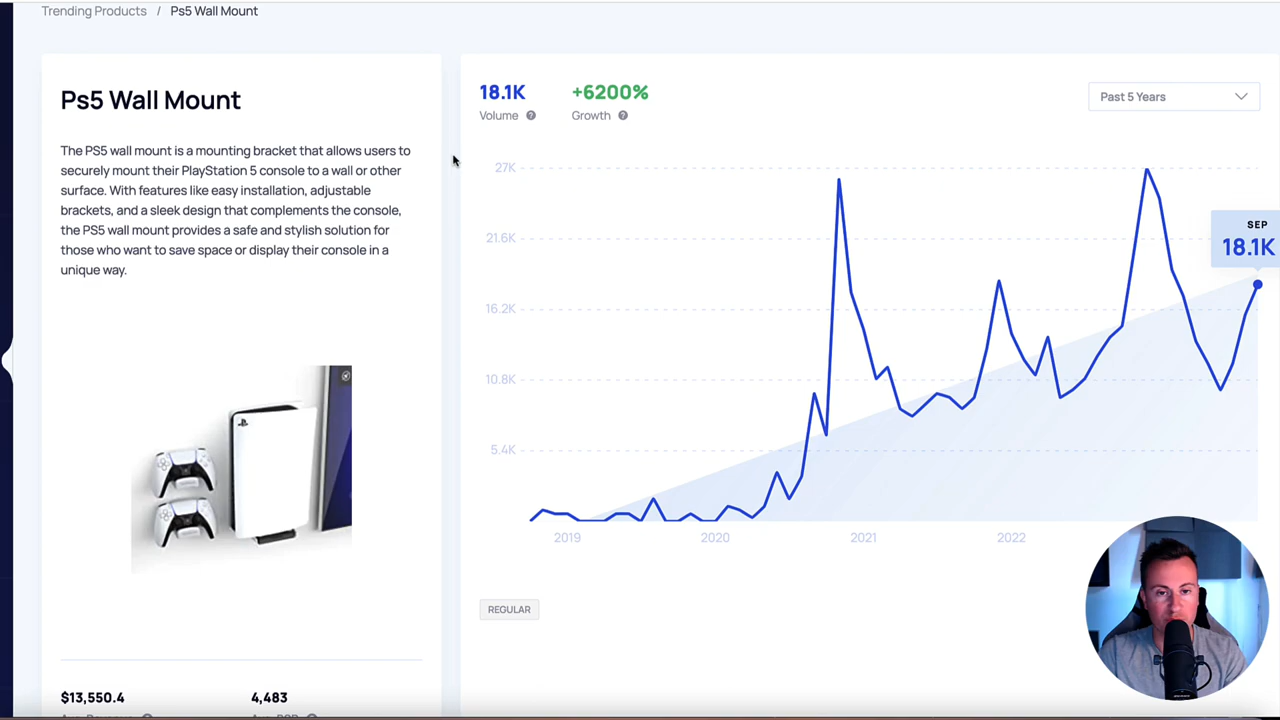 Trending Products / Ps5 Wall Mount
Ps5 Wall Mount
The PS5 wall mount is a mounting bracket that allows users to
securely mount their PlayStation 5 console to a wall or other
surface. With features like easy installation, adjustable
brackets, and a sleek design that complements the console,
the PS5 wall mount provides a safe and stylish solution for
those who want to save space or display their console in a
unique way.
$13,550.4
4,483
18.1K
Volume ?
+6200%
Growth ?
Past 5 Years
27K
21.6K
16.2K
10.8K
5.4K
SEP
18.1K
2019
2020
2021
2022
REGULAR